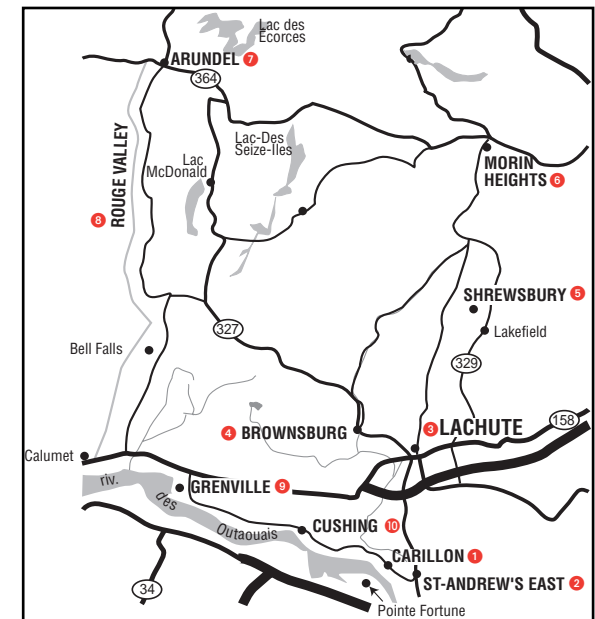 Lac des
Ecorces
ARUNDEL 7
364
Lac-Des
Seize-Iles
Lac
McDonald
MORIN
HEIGHTS 6
8 ROUGE VALLEY
SHREWSBURY 5
327
Lakefield
Bell Falls
329
158
3 LACHUTE
4 BROWNSBURG
Calumet
riv.
GRENVILLE 9
des
CUSHING 10
Outaouais
CARILLON 1
ST-ANDREW'S EAST 2
34
Pointe Fortune